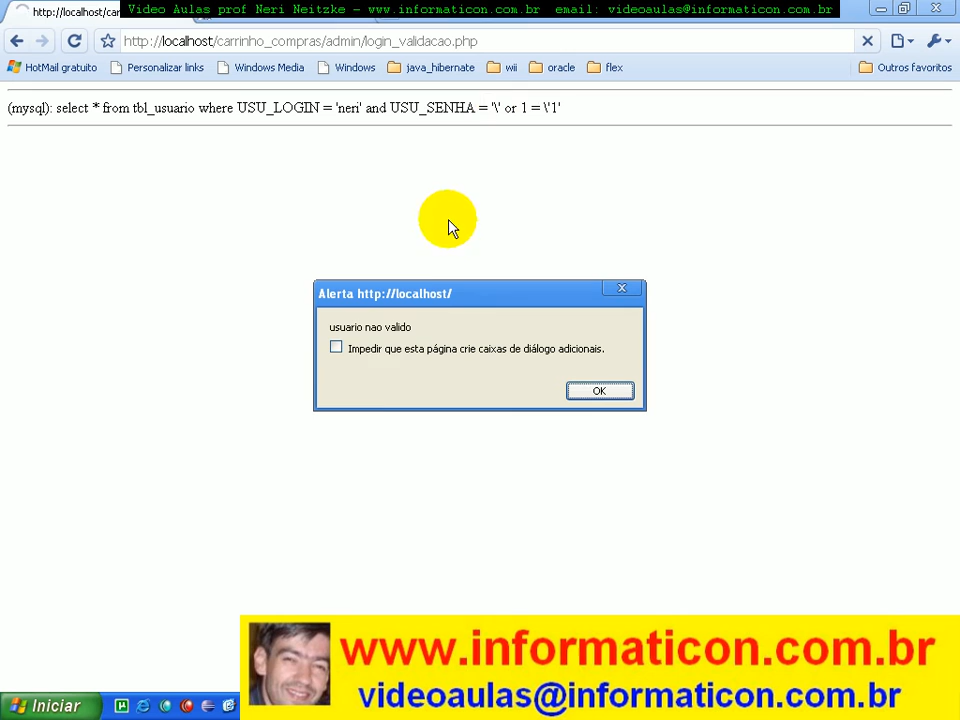 Video Aulas prof Neri Neitzke - www.informaticon.com.br email: videoaulas@informaticon.com.br
http://localhost/car
http://localhost/carrinho_compras/admin/login_validacao.php
HotMail gratuito Personalizar links Windows Media Windows java_hibernate wii oracle flex Outros favoritos
(mysql): select * from tbl_usuario where USU_LOGIN = 'neri' and USU_SENHA = '\' or 1 = \'1'
Alerta http://localhost/
usuario nao valido
Impedir que esta página crie caixas de diálogo adicionais.
OK
www.informaticon.com.br
videoaulas@informaticon.com.br
Iniciar